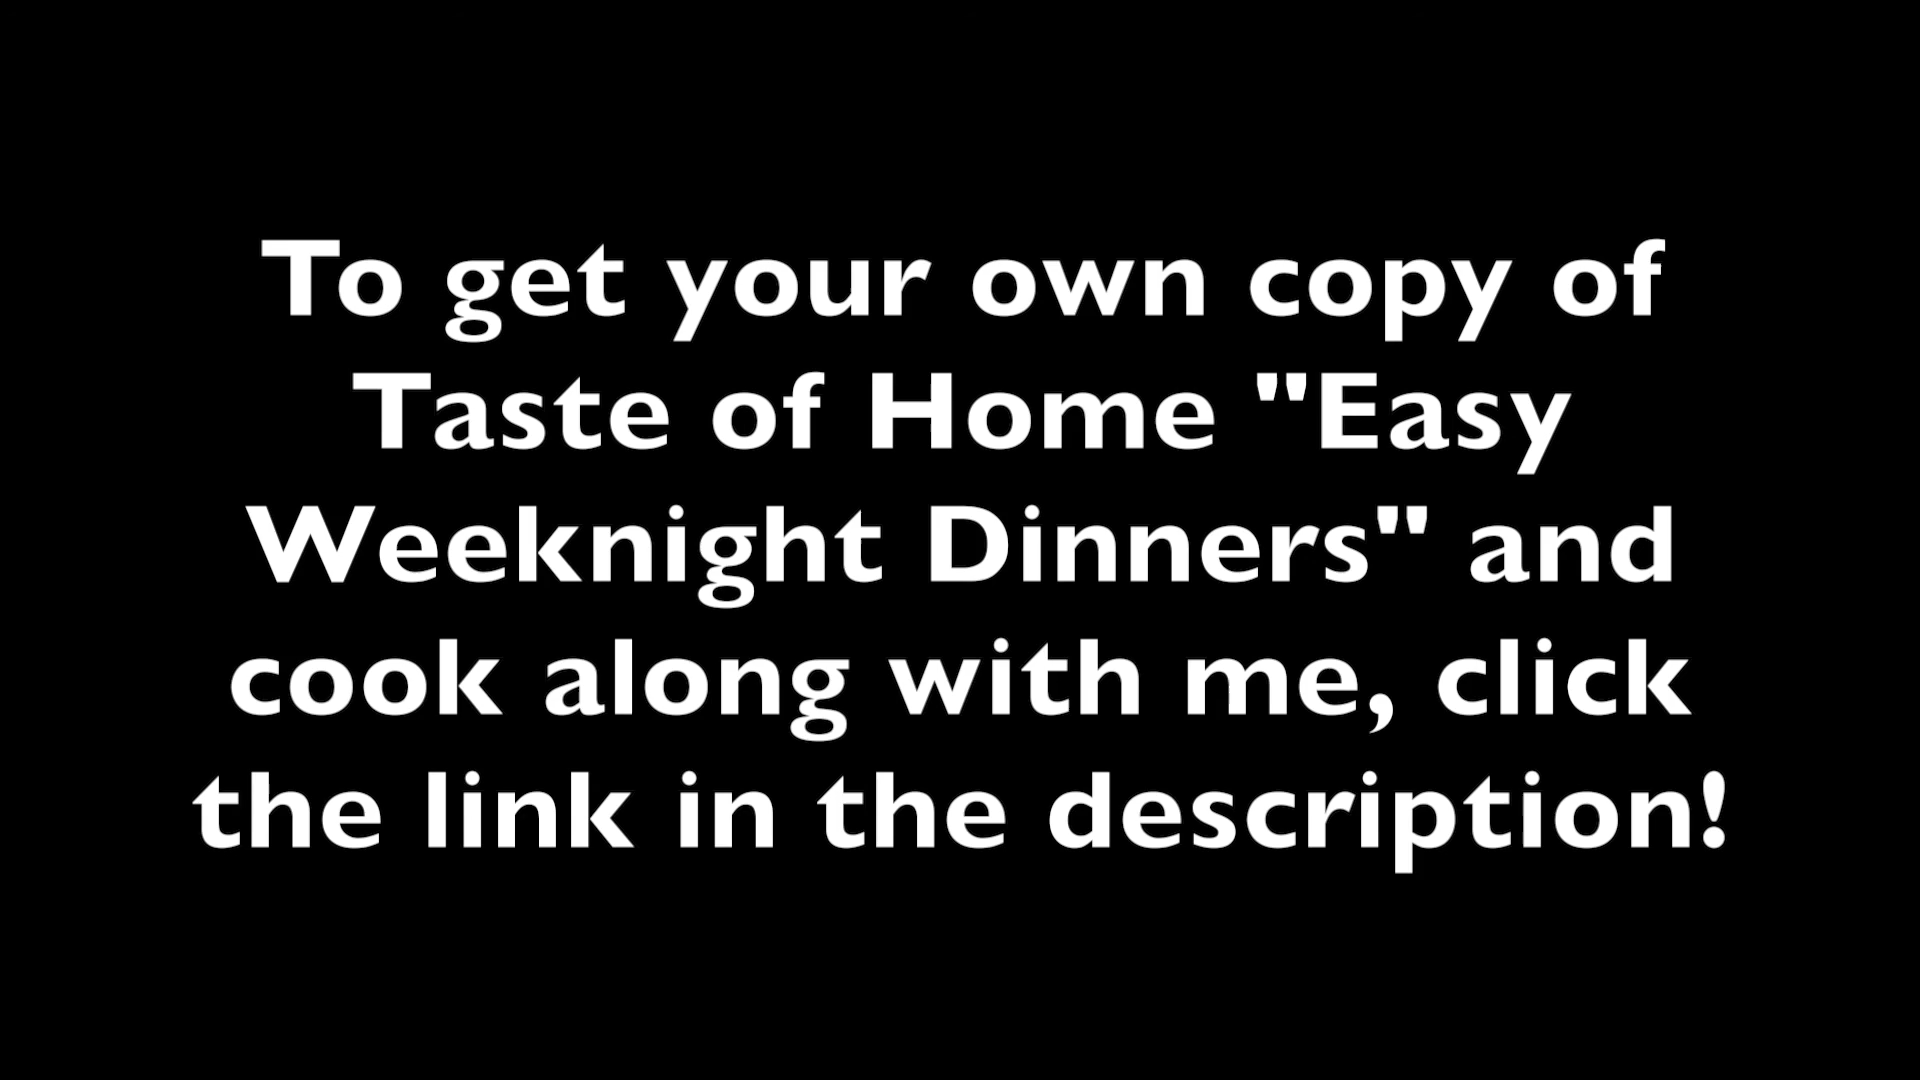 To get your own copy of
Taste of Home "Easy
Weeknight Dinners" and
cook along with me, click
the link in the description!